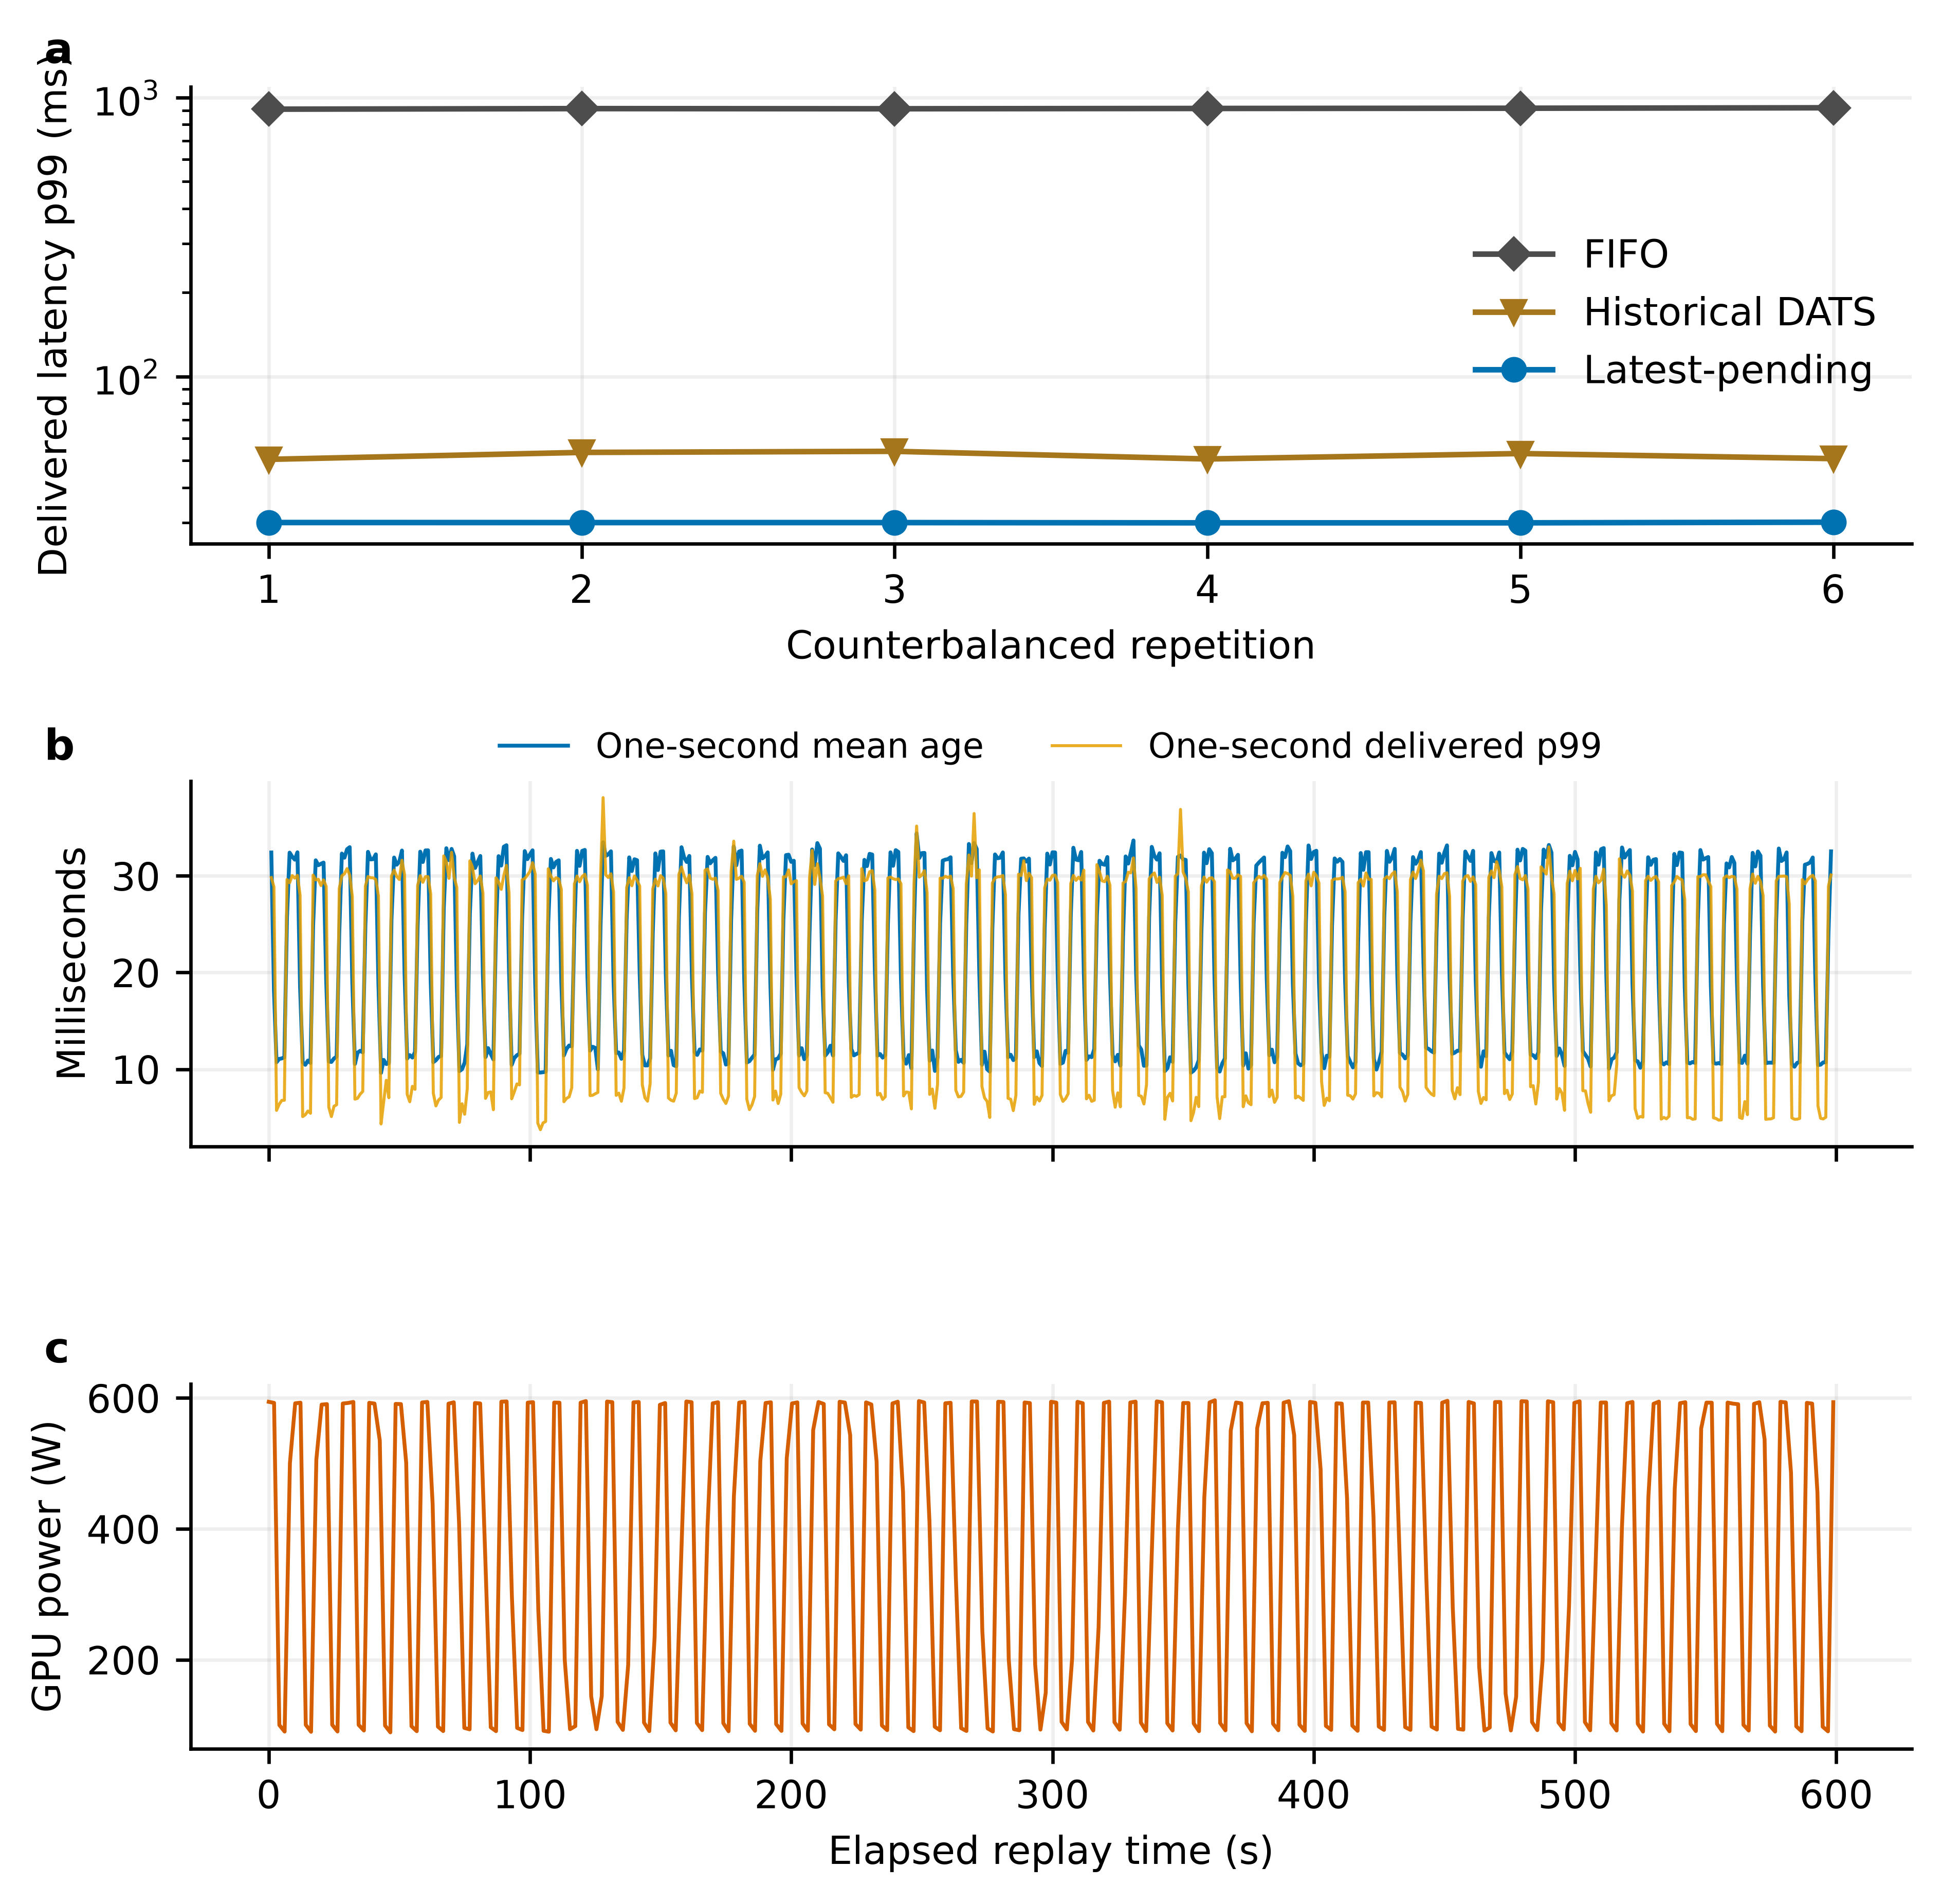 a
Delivered latency p99 (ms)
10³
10²
FIFO
Historical DATS
Latest-pending
1 2 3 4 5 6
Counterbalanced repetition
b
One-second mean age One-second delivered p99
Milliseconds
30
20
10
c
GPU power (W)
600
400
200
0 100 200 300 400 500 600
Elapsed replay time (s)